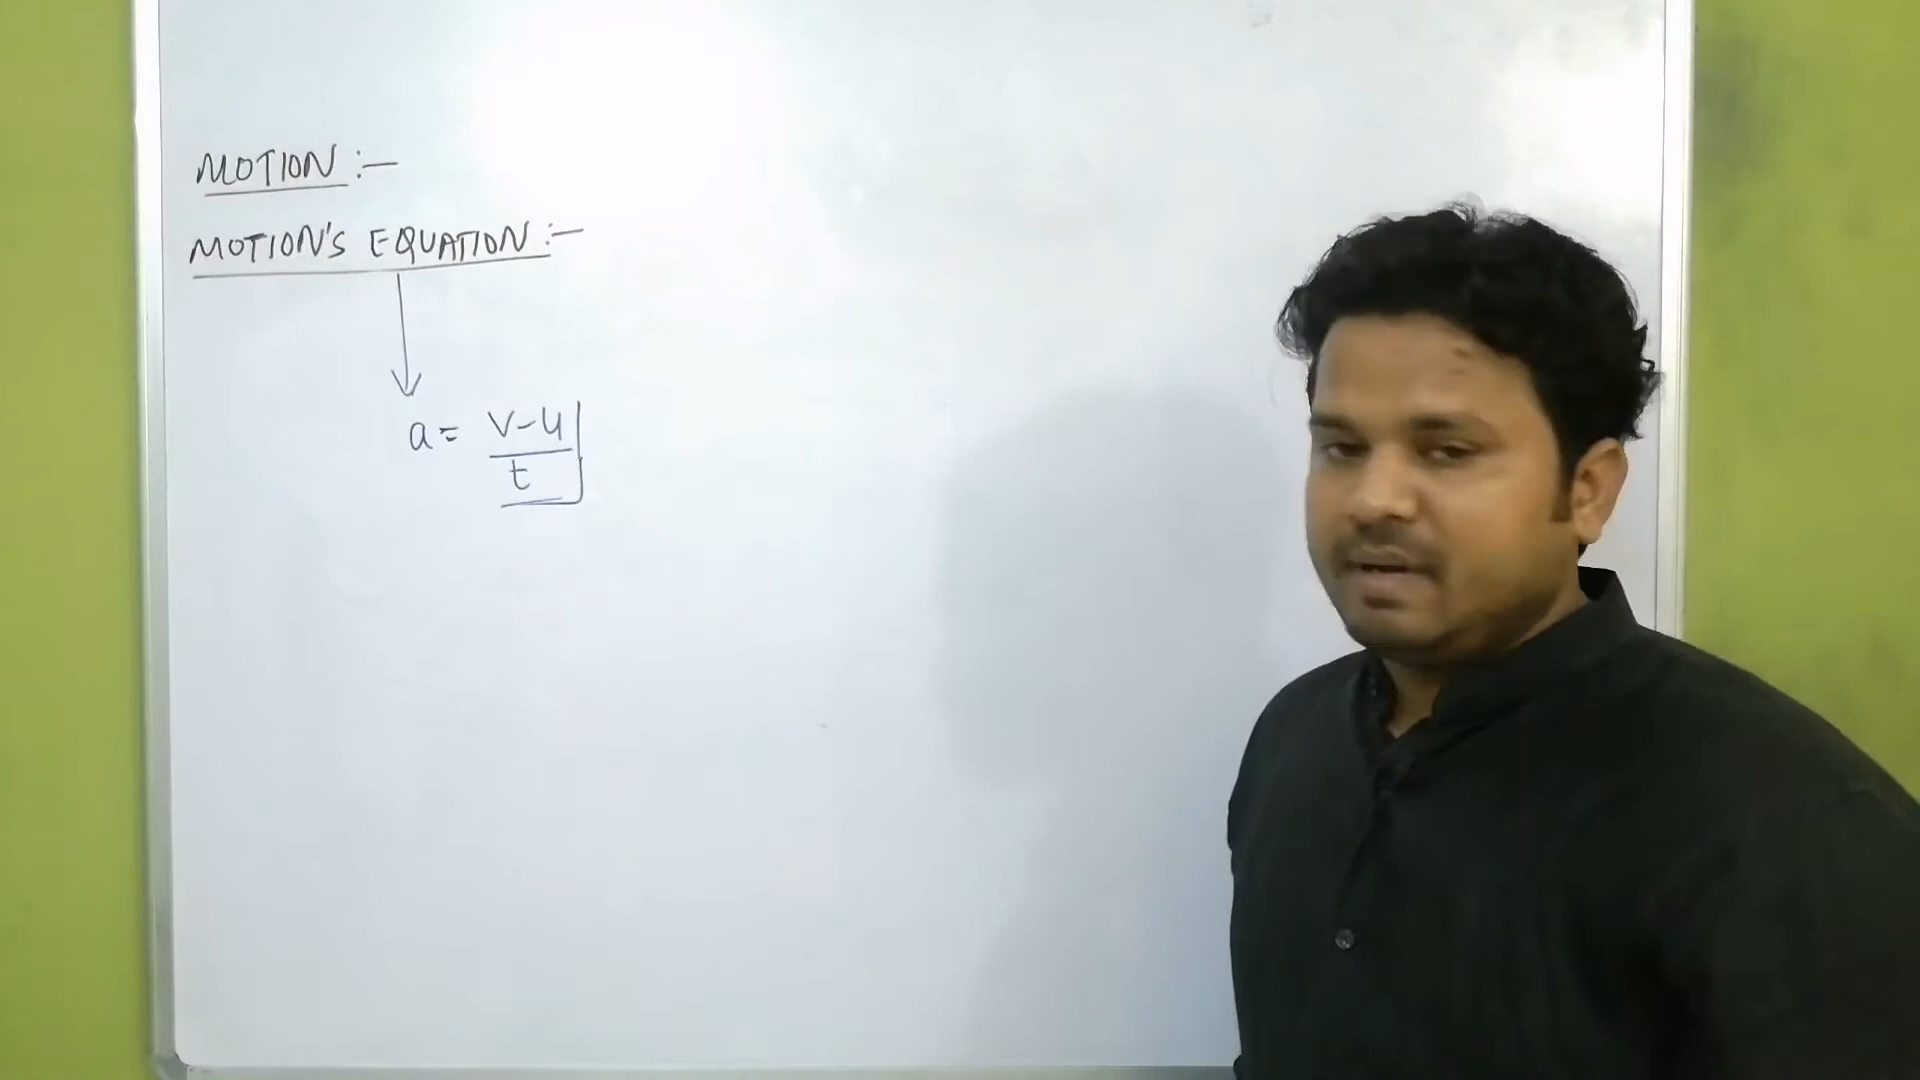 MOTION :-
MOTION'S EQUATION :-
a = v-u
t